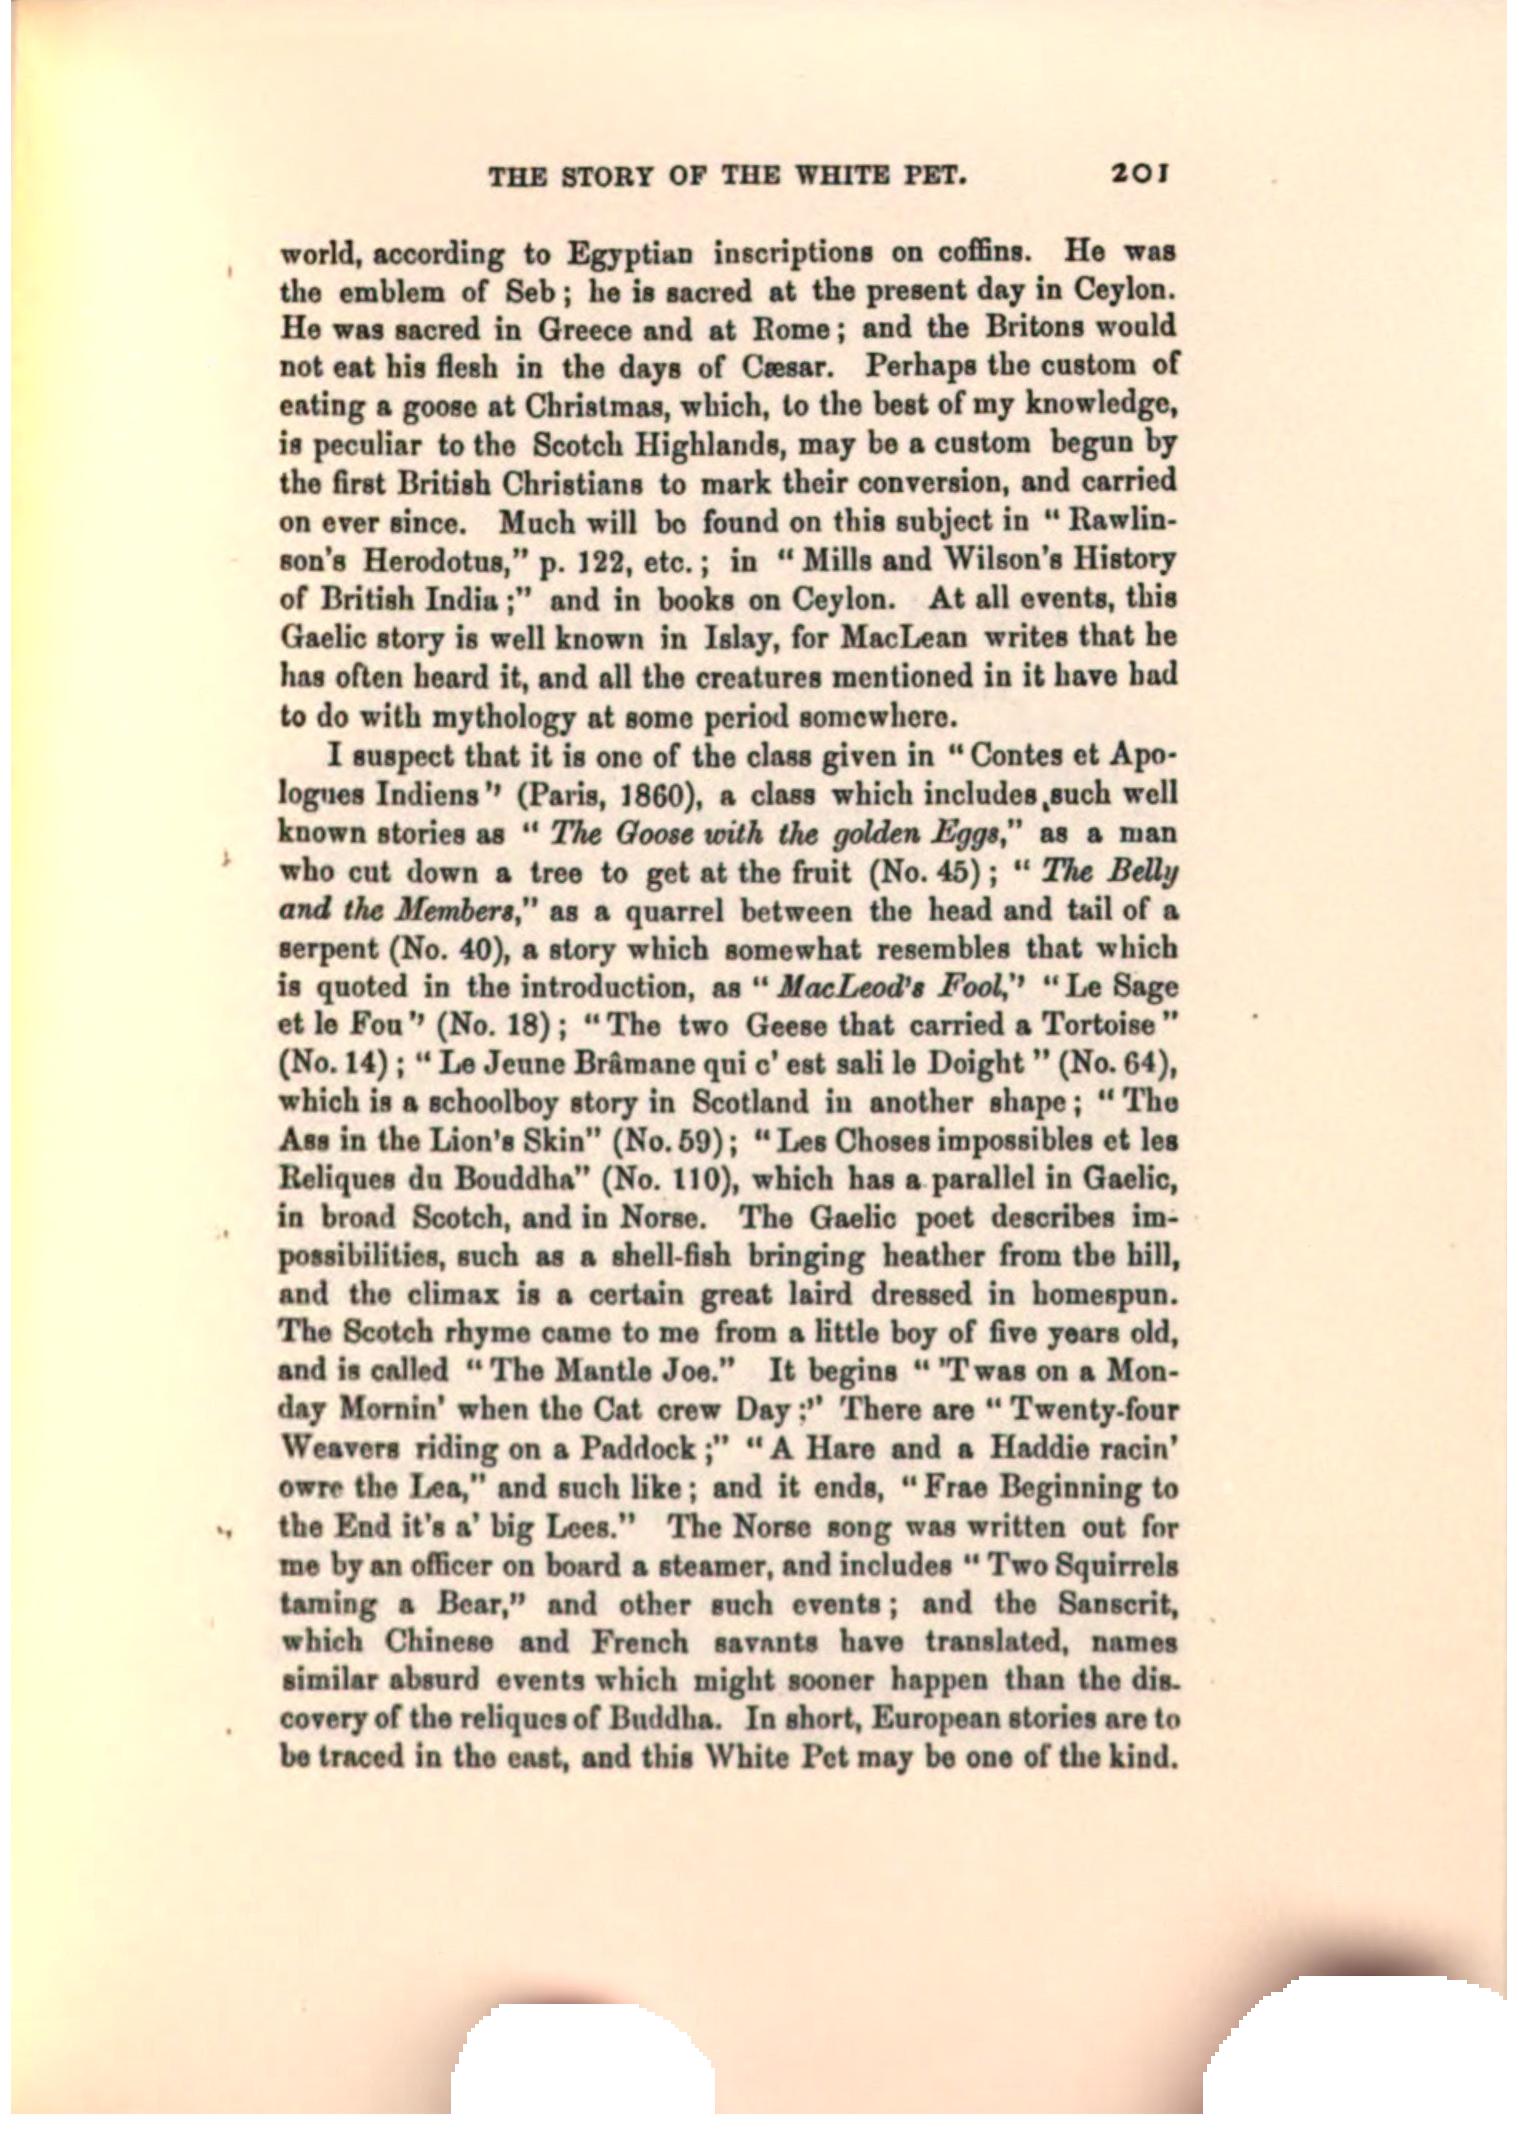 THE STORY OF THE WHITE PET. 201
world, according to Egyptian inscriptions on coffins. He was
the emblem of Seb; he is sacred at the present day in Ceylon.
He was sacred in Greece and at Rome; and the Britons would
not eat his flesh in the days of Cæsar. Perhaps the custom of
eating a goose at Christmas, which, to the best of my knowledge,
is peculiar to the Scotch Highlands, may be a custom begun by
the first British Christians to mark their conversion, and carried
on ever since. Much will be found on this subject in "Rawlin-
son's Herodotus," p. 122, etc.; in "Mills and Wilson's History
of British India;" and in books on Ceylon. At all events, this
Gaelic story is well known in Islay, for MacLean writes that he
has often heard it, and all the creatures mentioned in it have had
to do with mythology at some period somewhere.
I suspect that it is one of the class given in "Contes et Apo-
logues Indiens" (Paris, 1860), a class which includes such well
known stories as "The Goose with the golden Eggs," as a man
who cut down a tree to get at the fruit (No. 45); "The Belly
and the Members," as a quarrel between the head and tail of a
serpent (No. 40), a story which somewhat resembles that which
is quoted in the introduction, as "MacLeod's Fool," "Le Sage
et le Fou" (No. 18); "The two Geese that carried a Tortoise"
(No. 14); "Le Jeune Brâmane qui c' est sali le Doight" (No. 64),
which is a schoolboy story in Scotland in another shape; "The
Ass in the Lion's Skin" (No. 59); "Les Choses impossibles et les
Reliques du Bouddha" (No. 110), which has a parallel in Gaelic,
in broad Scotch, and in Norse. The Gaelic poet describes im-
possibilities, such as a shell-fish bringing heather from the hill,
and the climax is a certain great laird dressed in homespun.
The Scotch rhyme came to me from a little boy of five years old,
and is called "The Mantle Joe." It begins "'Twas on a Mon-
day Mornin' when the Cat crew Day;" There are "Twenty-four
Weavers riding on a Paddock;" "A Hare and a Haddie racin'
owre the Lea," and such like; and it ends, "Frae Beginning to
the End it's a' big Lees." The Norse song was written out for
me by an officer on board a steamer, and includes "Two Squirrels
taming a Bear," and other such events; and the Sanscrit,
which Chinese and French savants have translated, names
similar absurd events which might sooner happen than the dis-
covery of the reliques of Buddha. In short, European stories are to
be traced in the east, and this White Pet may be one of the kind.